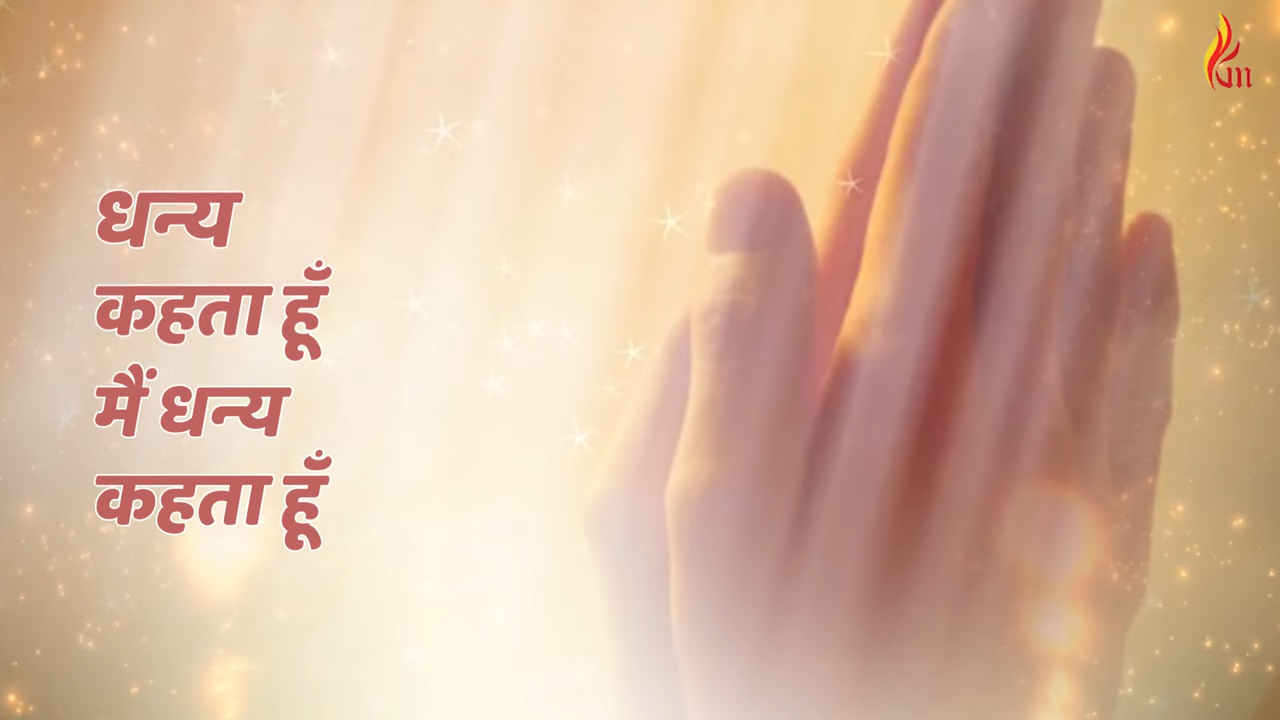 धन्य
कहता हूँ
मैं धन्य
कहता हूँ